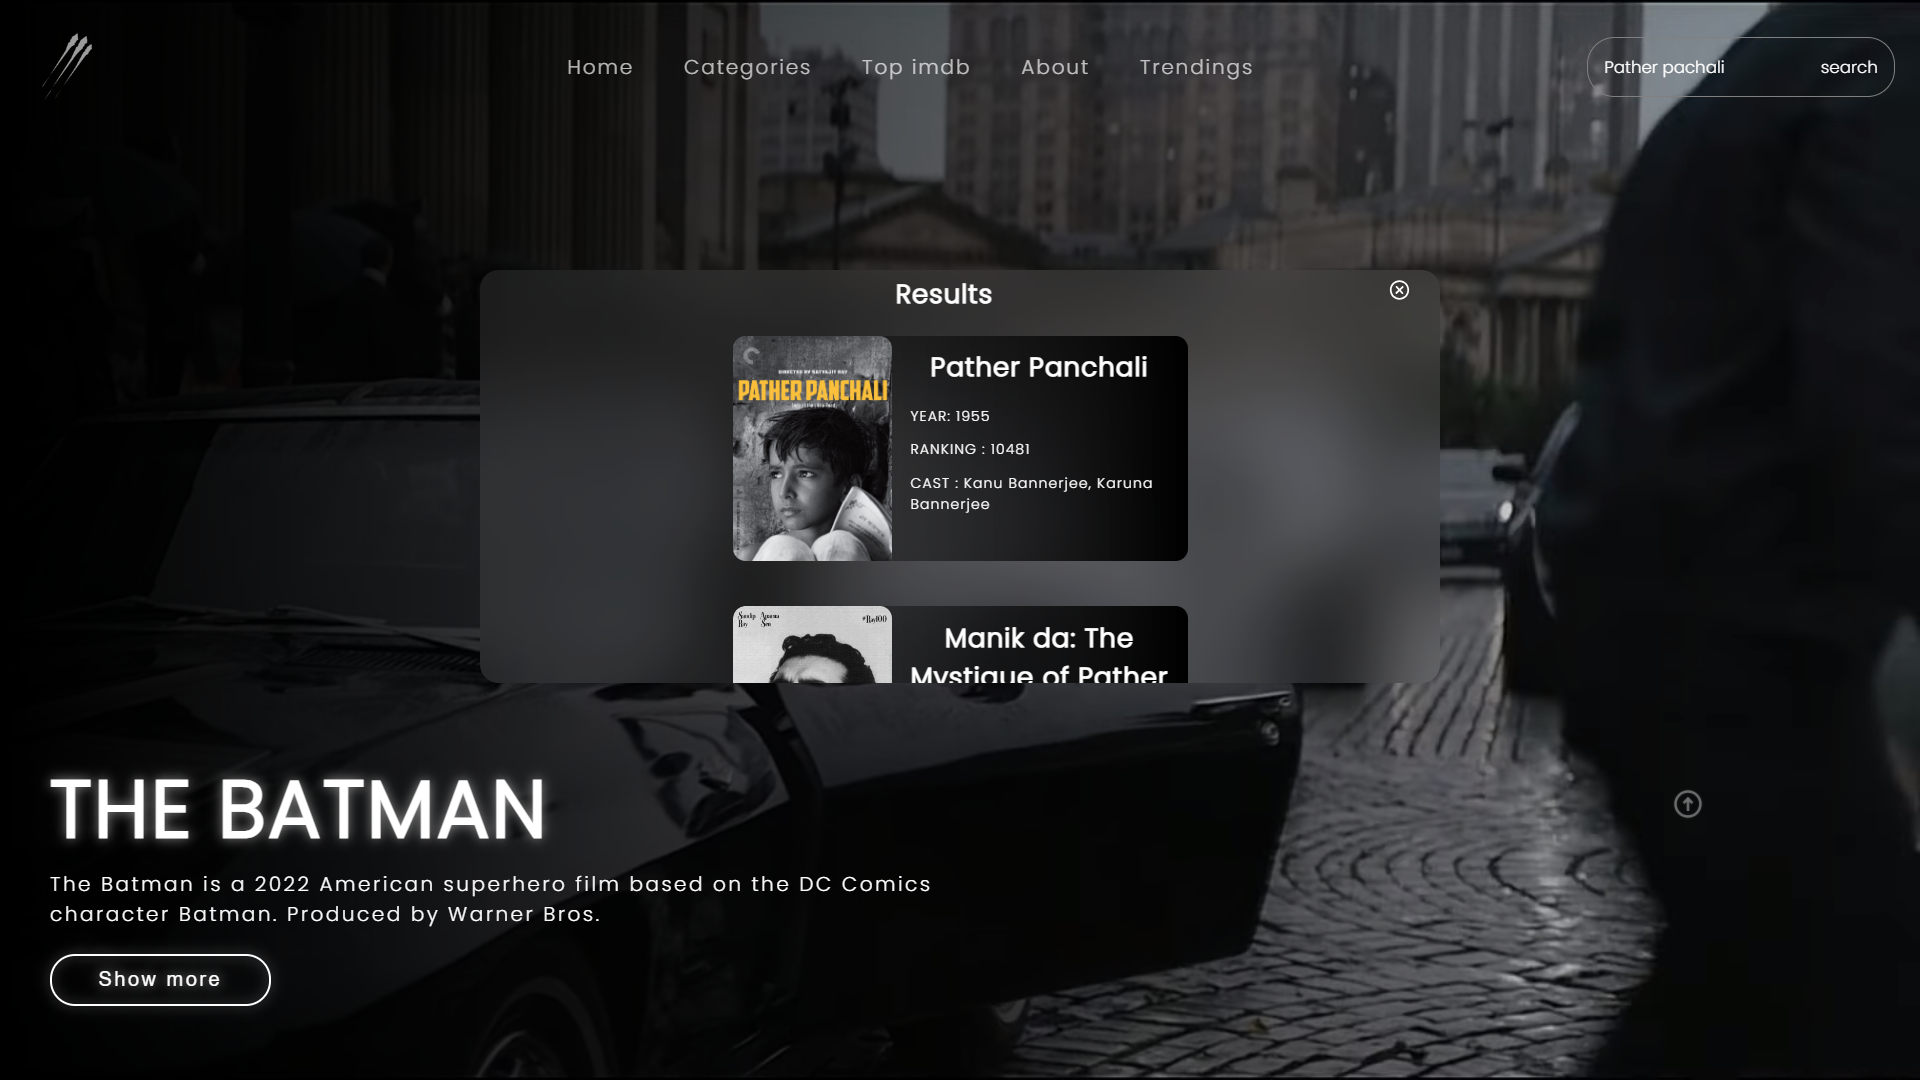 Home Categories Top imdb About Trendings
Pather pachali search
Results
DIRECTED BY SATYAJIT RAY
PATHER PANCHALI
Pather Panchali
YEAR: 1955
RANKING : 10481
CAST : Kanu Bannerjee, Karuna
Bannerjee
Sandip Ray
#Ray100
Manik da: The
Mystique of Pather
THE BATMAN
The Batman is a 2022 American superhero film based on the DC Comics
character Batman. Produced by Warner Bros.
Show more